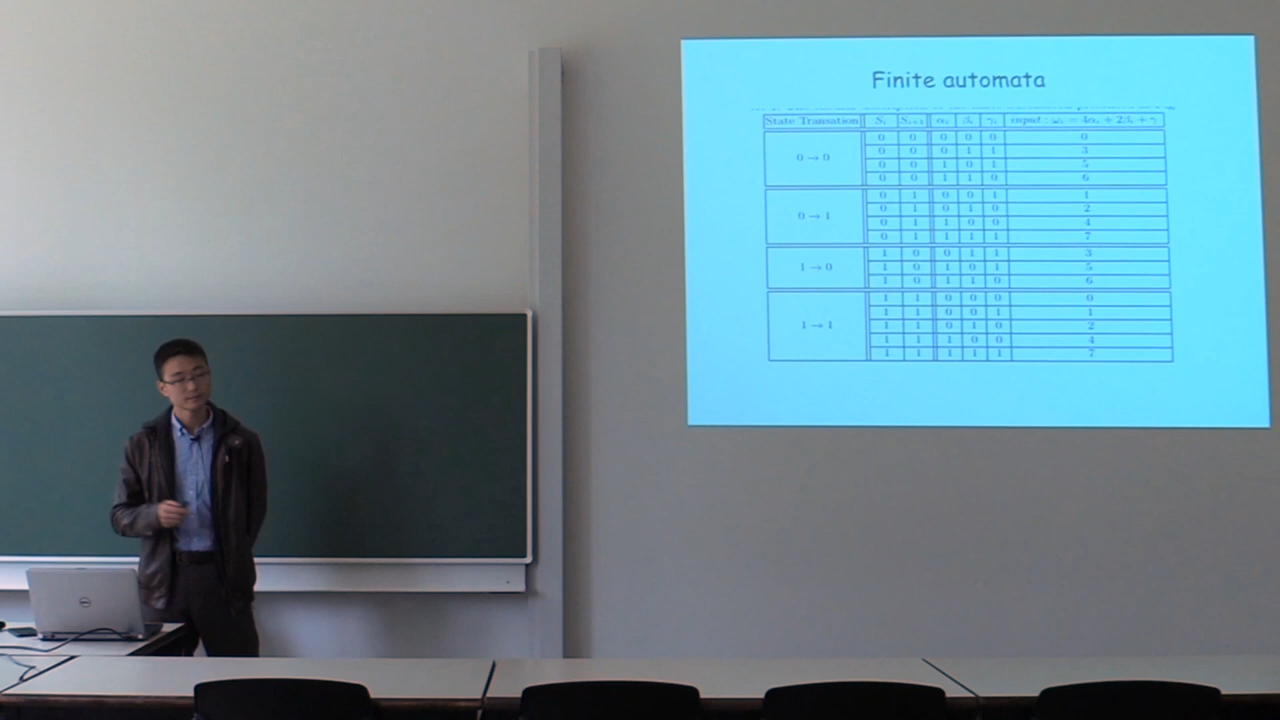 Finite automata
State Transation S_i S_{i+1} α_i β_i γ_i input : ω_i = 4α_i + 2β_i + γ_i
0 → 0
0 0 0 0 0 0
0 0 0 1 1 3
0 0 1 0 1 5
0 0 1 1 0 6
0 → 1
0 1 0 0 1 1
0 1 0 1 0 2
0 1 1 0 0 4
0 1 1 1 1 7
1 → 0
1 0 0 1 1 3
1 0 1 0 1 5
1 0 1 1 0 6
1 → 1
1 1 0 0 0 0
1 1 0 0 1 1
1 1 0 1 0 2
1 1 1 0 0 4
1 1 1 1 1 7
DELL